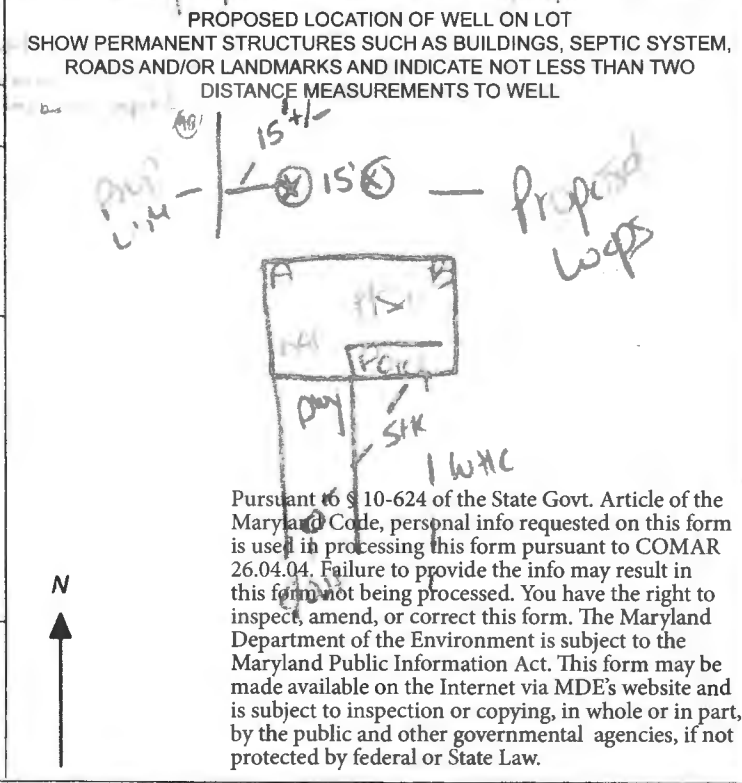 PROPOSED LOCATION OF WELL ON LOT
SHOW PERMANENT STRUCTURES SUCH AS BUILDINGS, SEPTIC SYSTEM,
ROADS AND/OR LANDMARKS AND INDICATE NOT LESS THAN TWO
DISTANCE MEASUREMENTS TO WELL
15'+/-
15'
Proposed
Loops
A
B
DWY
Pursuant to § 10-624 of the State Govt. Article of the
Maryland Code, personal info requested on this form
is used in processing this form pursuant to COMAR
26.04.04. Failure to provide the info may result in
this form not being processed. You have the right to
inspect, amend, or correct this form. The Maryland
Department of the Environment is subject to the
Maryland Public Information Act. This form may be
made available on the Internet via MDE's website and
is subject to inspection or copying, in whole or in part,
by the public and other governmental agencies, if not
protected by federal or State Law.
N